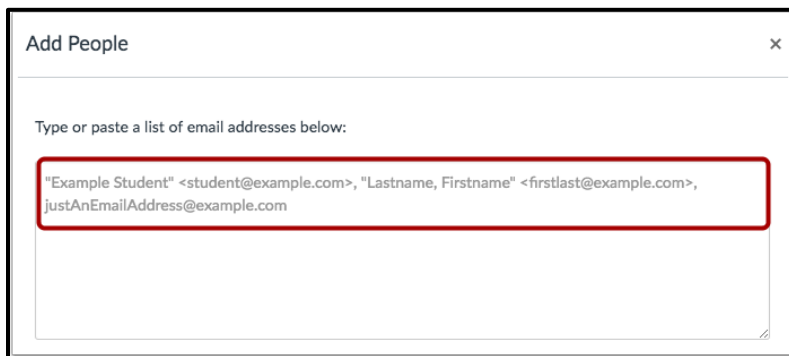 Add People ×
Type or paste a list of email addresses below:
"Example Student" <student@example.com>, "Lastname, Firstname" <firstlast@example.com>,
justAnEmailAddress@example.com